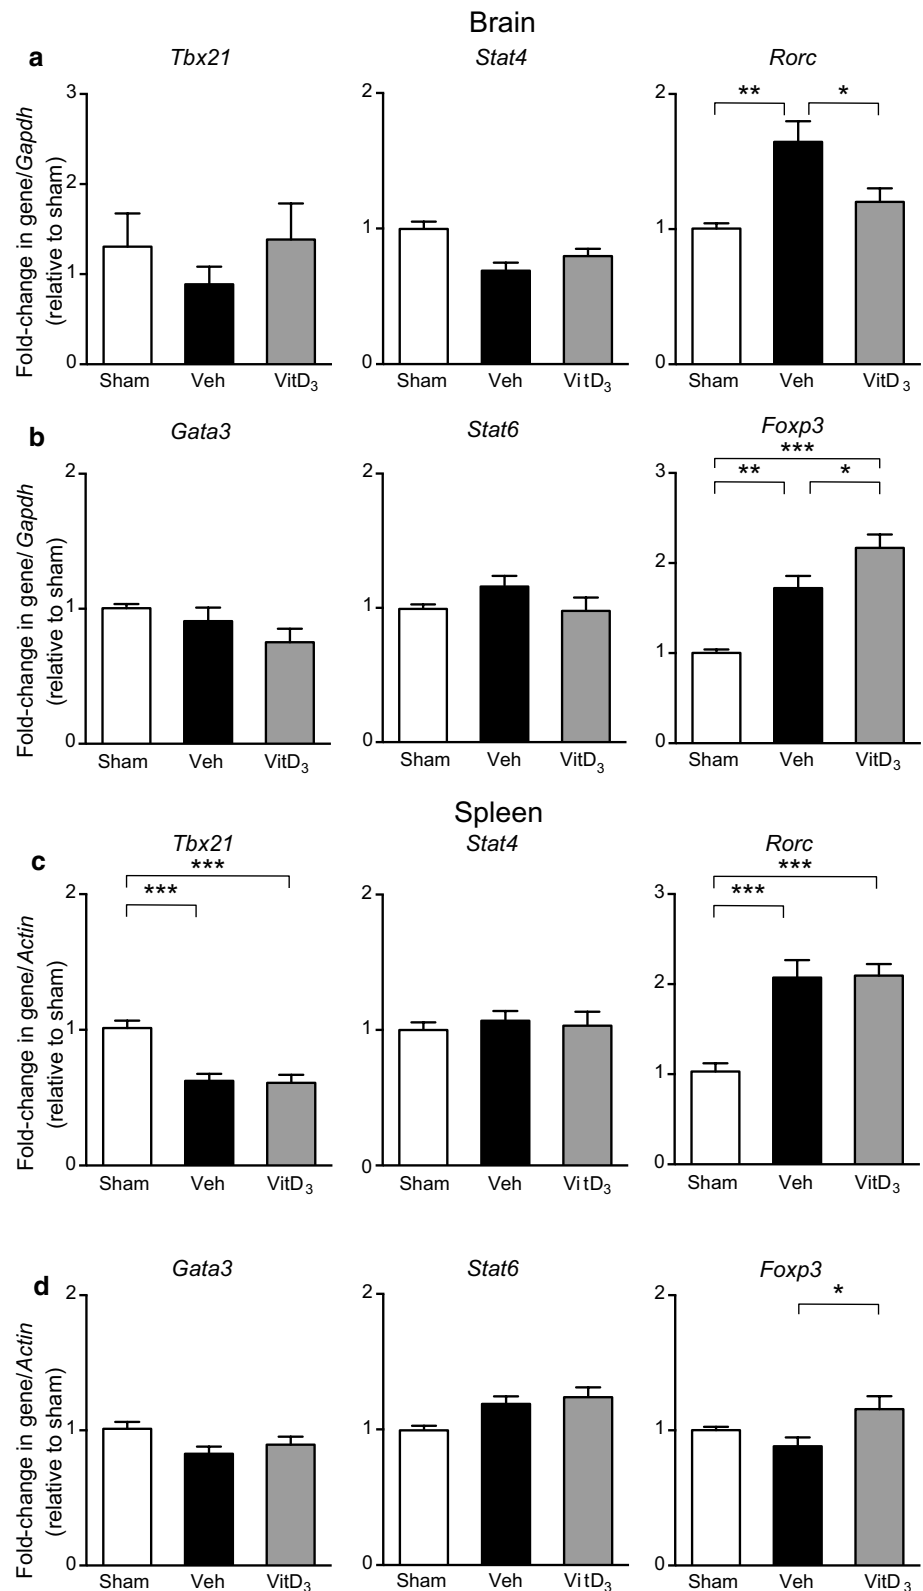 Brain
a
Tbx21 Stat4 Rorc
Fold-change in gene/Gapdh
(relative to sham)
3 2 2
** *
2
1 1
1
0 0 0
Sham Veh VitD3 Sham Veh VitD3 Sham Veh VitD3
b
Gata3 Stat6 Foxp3
Fold-change in gene/Gapdh
(relative to sham)
***
2 2 3
** *
2
1 1
1
0 0 0
Sham Veh VitD3 Sham Veh VitD3 Sham Veh VitD3
Spleen
c
Tbx21 Stat4 Rorc
Fold-change in gene/Actin
(relative to sham)
*** ***
*** ***
2 2 3
2
1 1
1
0 0 0
Sham Veh VitD3 Sham Veh VitD3 Sham Veh VitD3
d
Gata3 Stat6 Foxp3
Fold-change in gene/Actin
(relative to sham)
2 2 2
*
1 1 1
0 0 0
Sham Veh VitD3 Sham Veh VitD3 Sham Veh VitD3